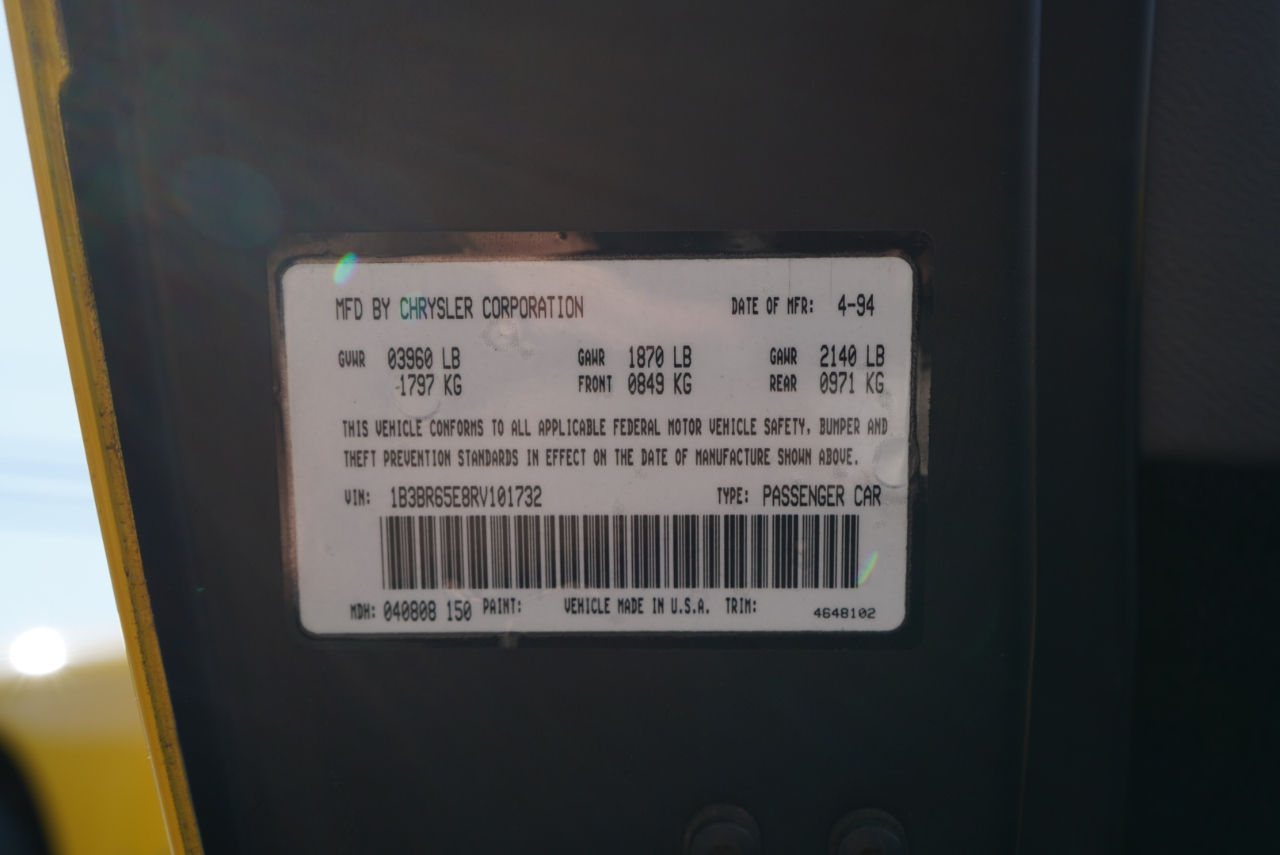 MFD BY CHRYSLER CORPORATION DATE OF MFR: 4-94
GVWR 03960 LB GAWR 1870 LB GAWR 2140 LB
1797 KG FRONT 0849 KG REAR 0971 KG
THIS VEHICLE CONFORMS TO ALL APPLICABLE FEDERAL MOTOR VEHICLE SAFETY, BUMPER AND
THEFT PREVENTION STANDARDS IN EFFECT ON THE DATE OF MANUFACTURE SHOWN ABOVE.
VIN: 1B3BR65E8RV101732 TYPE: PASSENGER CAR
MDH: 040808 150 PAINT: VEHICLE MADE IN U.S.A. TRIM: 4648102